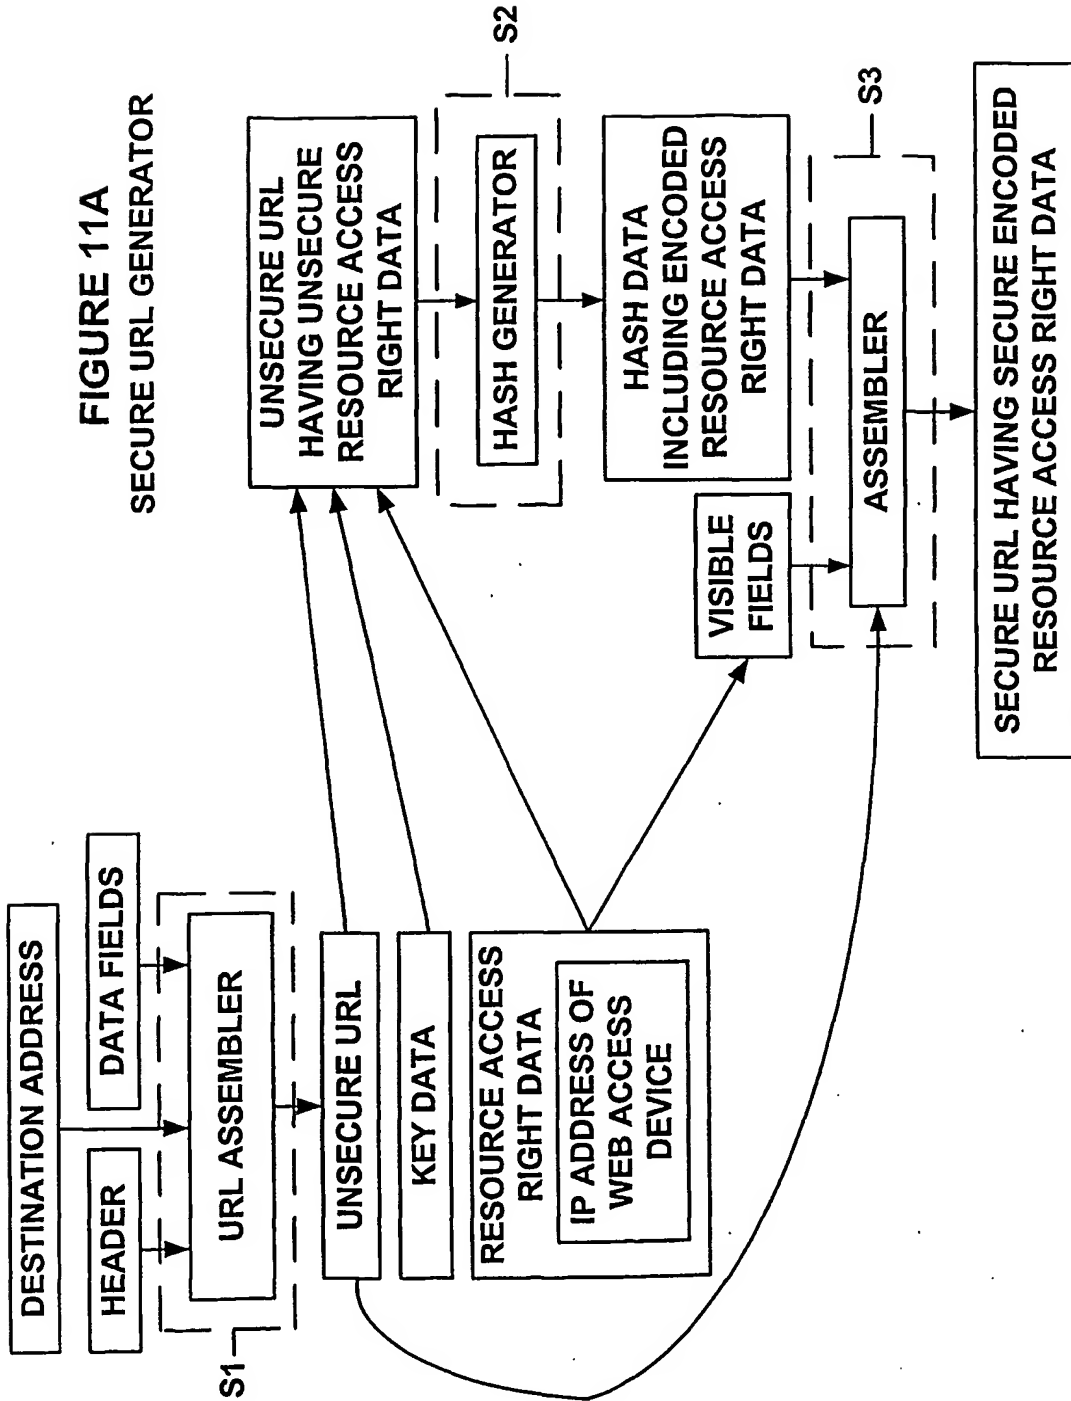 FIGURE 11A
SECURE URL GENERATOR
DESTINATION ADDRESS
HEADER
DATA FIELDS
URL ASSEMBLER
S1
UNSECURE URL
KEY DATA
RESOURCE ACCESS
RIGHT DATA
IP ADDRESS OF
WEB ACCESS
DEVICE
UNSECURE URL
HAVING UNSECURE
RESOURCE ACCESS
RIGHT DATA
HASH GENERATOR
S2
HASH DATA
INCLUDING ENCODED
RESOURCE ACCESS
RIGHT DATA
VISIBLE
FIELDS
ASSEMBLER
S3
SECURE URL HAVING SECURE ENCODED
RESOURCE ACCESS RIGHT DATA